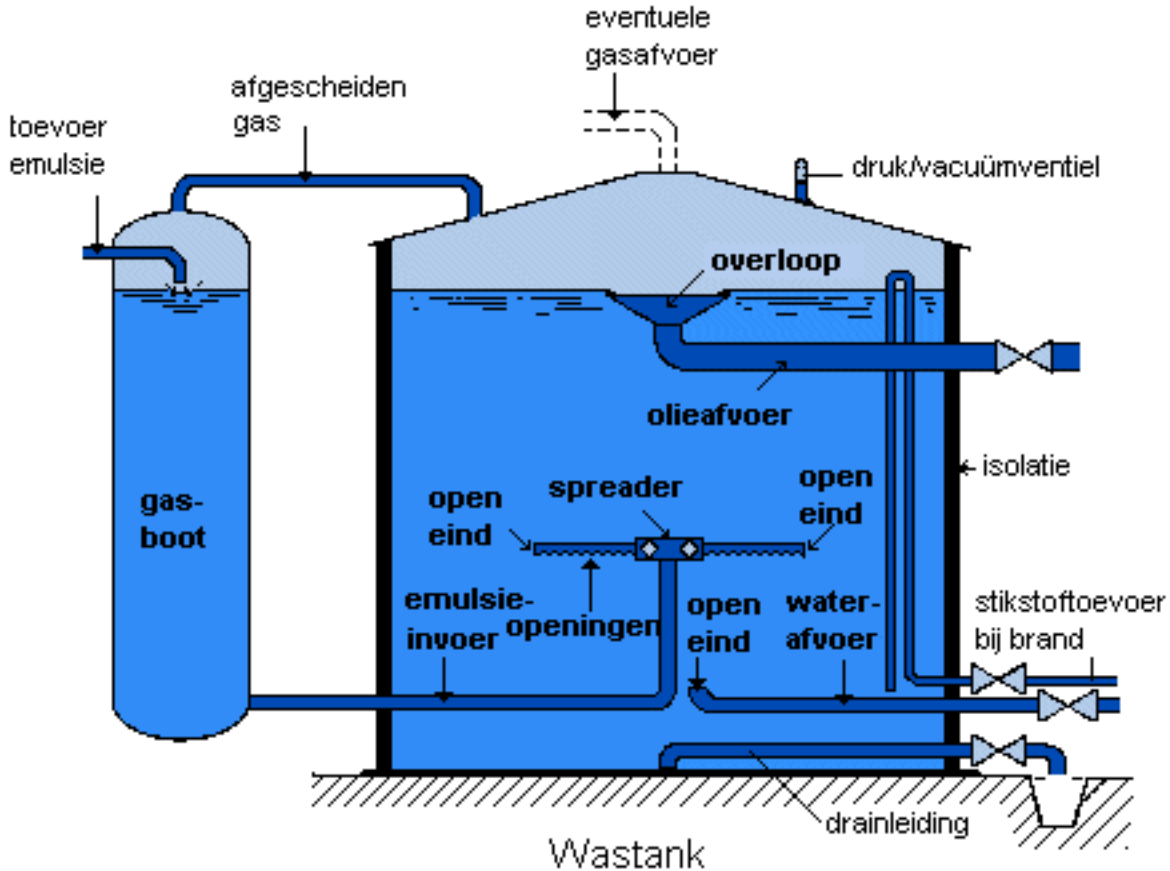 eventuele
gasafvoer
afgescheiden
gas
toevoer
emulsie
druk/vacuümventiel
overloop
olieafvoer
isolatie
gas-
boot
open
eind
spreader
open
eind
emulsie-
invoer
openingen
open
eind
water-
afvoer
stikstoftoevoer
bij brand
drainleiding
Wastank